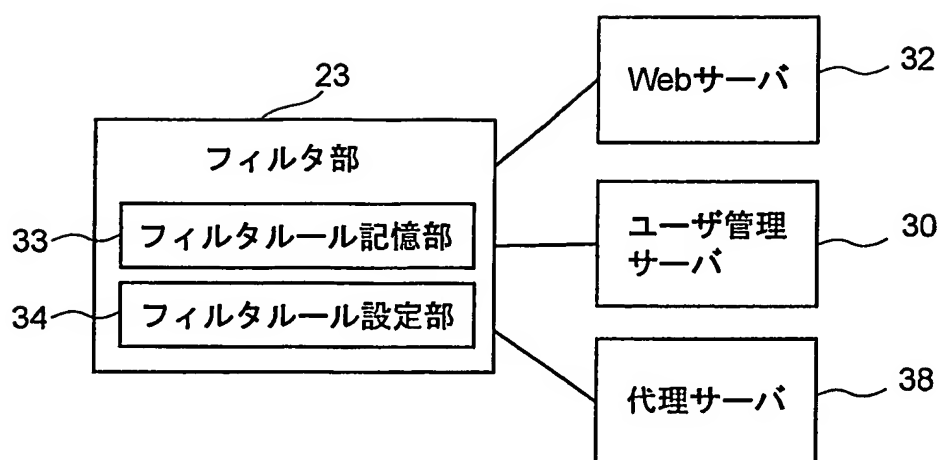 23
フィルタ部
33
フィルタルール記憶部
34
フィルタルール設定部
Webサーバ
32
ユーザ管理
サーバ
30
代理サーバ
38